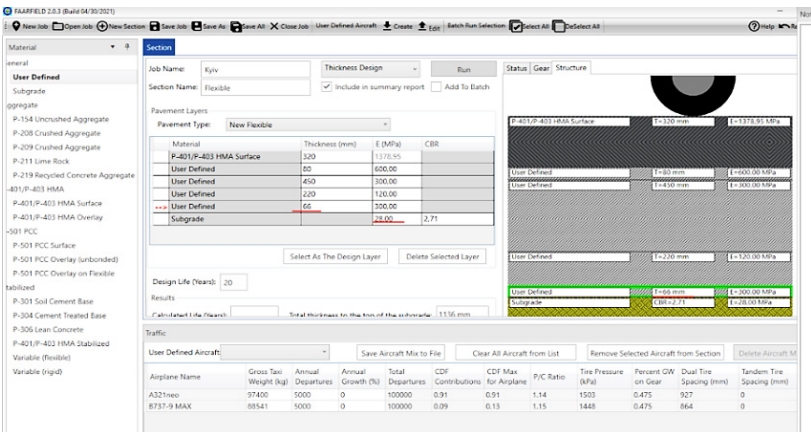 FAARFIELD 2.0.3 (Build 04/30/2021)
New Job Open Job New Section Save Job Save As Save All Close Job User Defined Aircraft Create Edit Batch Run Selection Select All DeSelect All Help
Material
Section
eneral
User Defined
Subgrade
ggregate
P-154 Uncrushed Aggregate
P-208 Crushed Aggregate
P-209 Crushed Aggregate
P-211 Lime Rock
P-219 Recycled Concrete Aggregate
-401/P-403 HMA
P-401/P-403 HMA Surface
P-401/P-403 HMA Overlay
-501 PCC
P-501 PCC Surface
P-501 PCC Overlay (unbonded)
P-501 PCC Overlay on Flexible
tabilized
P-301 Soil Cement Base
P-304 Cement Treated Base
P-306 Lean Concrete
P-401/P-403 HMA Stabilized
Variable (flexible)
Variable (rigid)
Job Name: Kyiv Thickness Design Run
Section Name: Flexible Include in summary report Add To Batch
Pavement Layers
Pavement Type: New Flexible
Material Thickness (mm) E (MPa) CBR
P-401/P-403 HMA Surface 320 1378.95
User Defined 80 600,00
User Defined 450 300.00
User Defined 220 120.00
--> User Defined 66 300,00
Subgrade 28.00 2,71
Select As The Design Layer Delete Selected Layer
Design Life (Years): 20
Results
Calculated Life (Years): Total thickness to the top of the subgrade: 1136 mm
Status Gear Structure
P-401/P-403 HMA Surface T=320 mm E=1378.95 MPa
User Defined T=80 mm E=600.00 MPa
User Defined T=450 mm E=300.00 MPa
User Defined T=220 mm E=120.00 MPa
User Defined T=66 mm E=300.00 MPa
Subgrade CBR=2.71 E=28.00 MPa
Traffic
User Defined Aircraft Save Aircraft Mix to File Clear All Aircraft from List Remove Selected Aircraft from Section Delete Aircraft M
Airplane Name Gross Taxi Weight (kg) Annual Departures Annual Growth (%) Total Departures CDF Contributions CDF Max for Airplane P/C Ratio Tire Pressure (kPa) Percent GW on Gear Dual Tire Spacing (mm) Tandem Tire Spacing (mm)
A321neo 97400 5000 0 100000 0.91 0.91 1.14 1503 0.475 927 0
B737-9 MAX 88541 5000 0 100000 0.09 0.13 1.15 1448 0.475 864 0